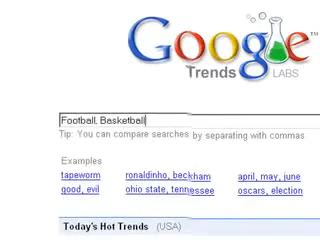 Google™
Trends LABS
Football, Basketball
Tip: You can compare searches by separating with commas
Examples
tapeworm ronaldinho, beckham april, may, june
good, evil ohio state, tennessee oscars, election
Today's Hot Trends (USA)